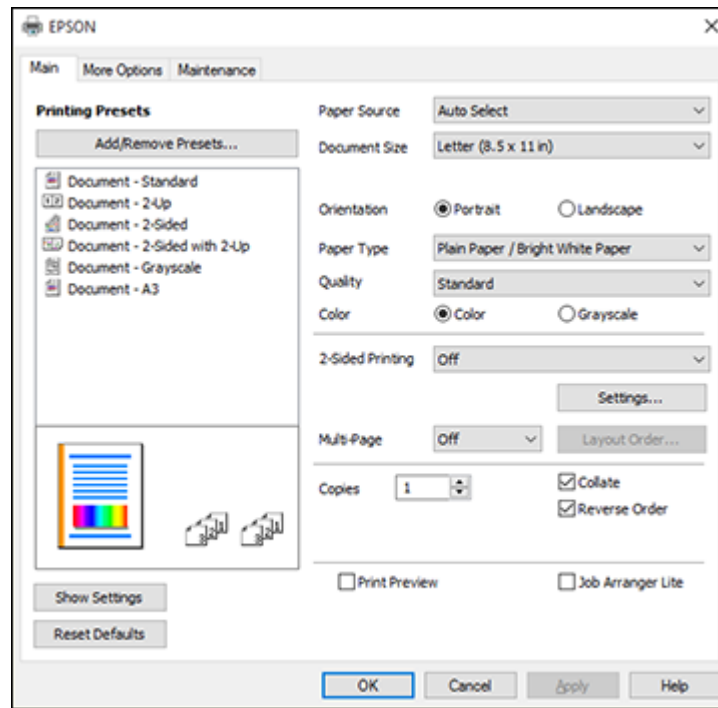 EPSON
Main More Options Maintenance
Printing Presets
Add/Remove Presets...
Document - Standard
Document - 2-Up
Document - 2-Sided
Document - 2-Sided with 2-Up
Document - Grayscale
Document - A3
Show Settings
Reset Defaults
Paper Source Auto Select
Document Size Letter (8.5 x 11 in)
Orientation Portrait Landscape
Paper Type Plain Paper / Bright White Paper
Quality Standard
Color Color Grayscale
2-Sided Printing Off
Settings...
Multi-Page Off Layout Order...
Copies 1 Collate
Reverse Order
Print Preview Job Arranger Lite
OK Cancel Apply Help